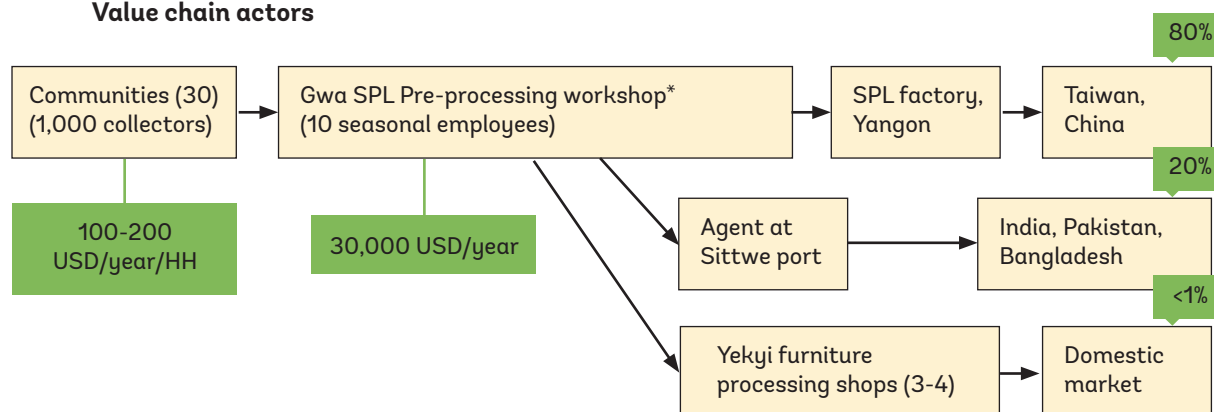 Value chain actors
80%
Communities (30)
(1,000 collectors)
Gwa SPL Pre-processing workshop*
(10 seasonal employees)
SPL factory,
Yangon
Taiwan,
China
20%
100-200
USD/year/HH
30,000 USD/year
Agent at
Sittwe port
India, Pakistan,
Bangladesh
<1%
Yekyi furniture
processing shops (3-4)
Domestic
market